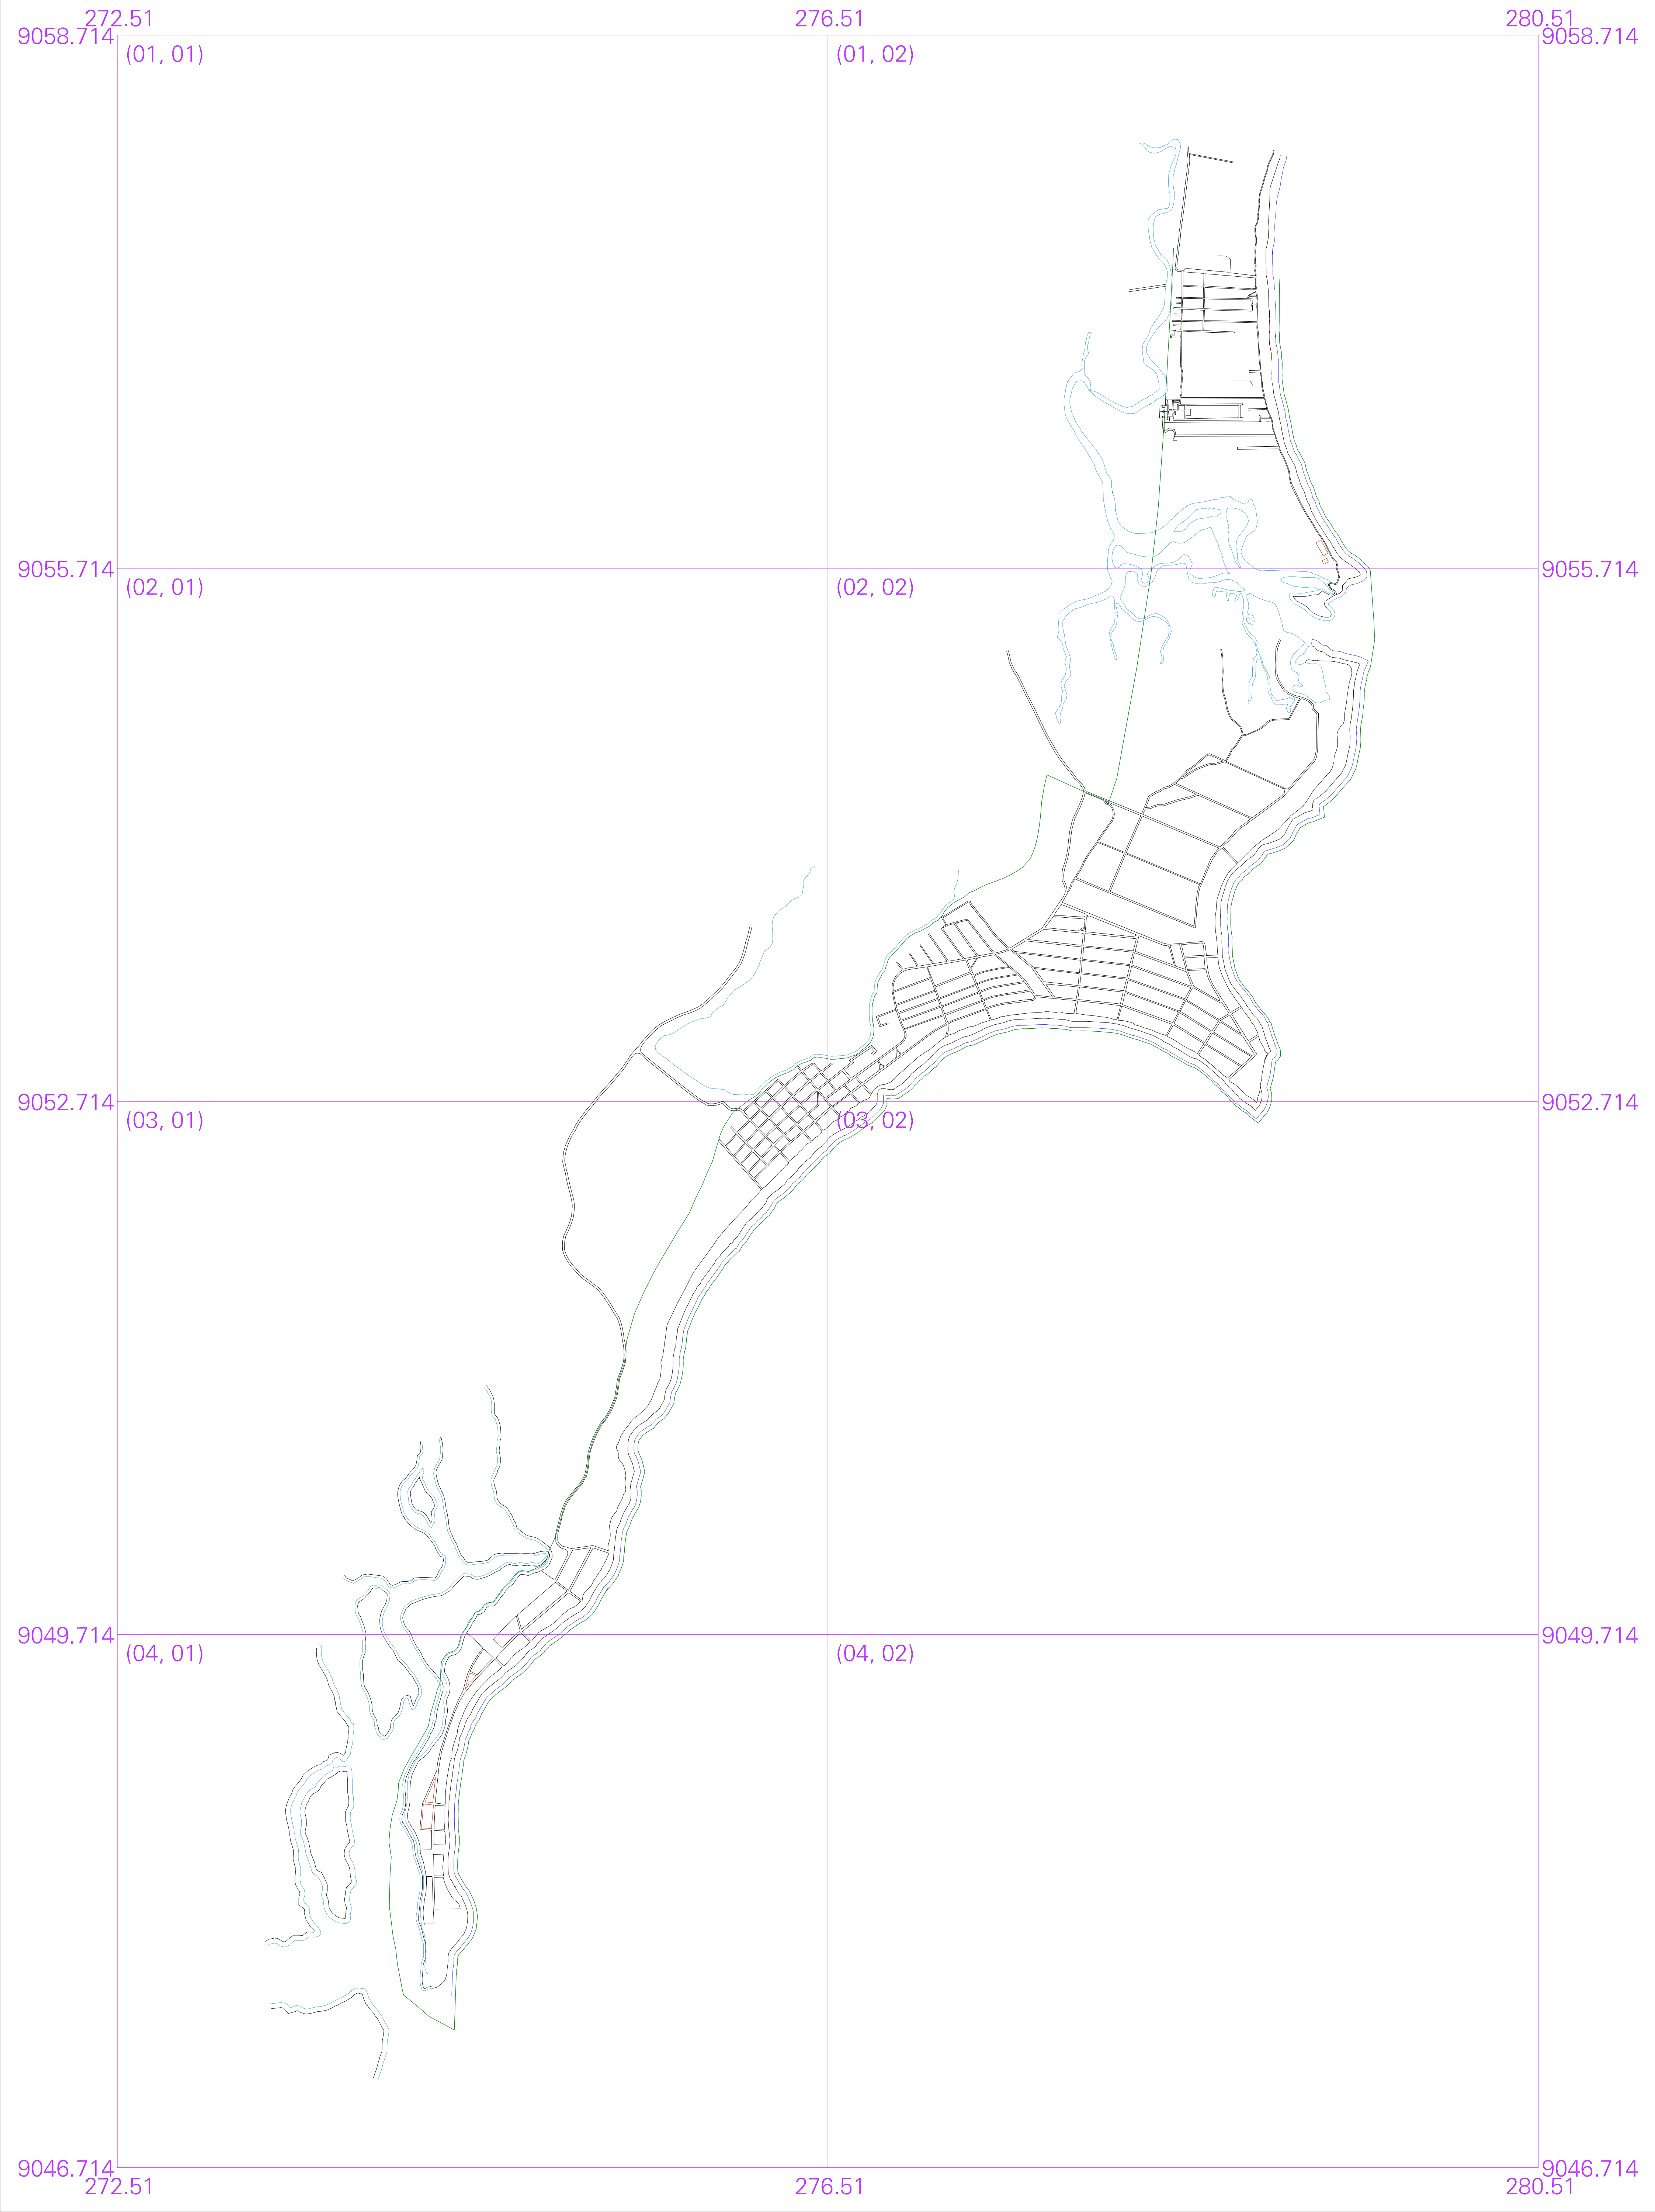 272.51 276.51 280.51
9058.714 9058.714
(01, 01) (01, 02)
9055.714 9055.714
(02, 01) (02, 02)
9052.714 9052.714
(03, 01) (03, 02)
9049.714 9049.714
(04, 01) (04, 02)
9046.714 9046.714
272.51 276.51 280.51